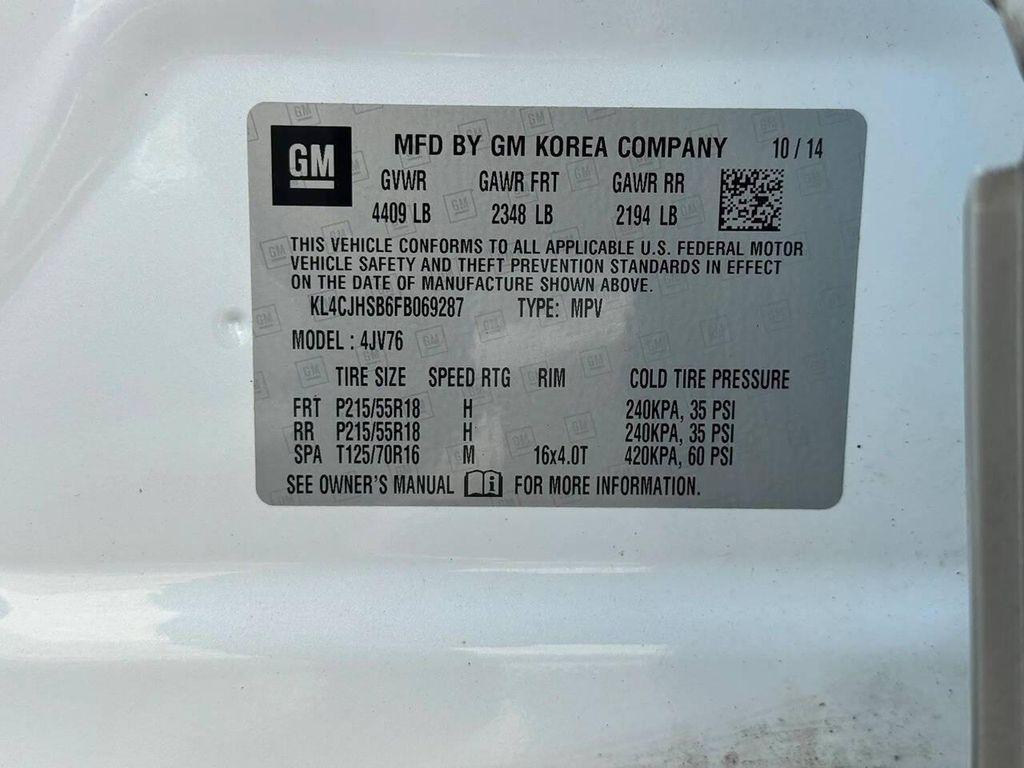 GM MFD BY GM KOREA COMPANY 10 / 14
GVWR GAWR FRT GAWR RR
4409 LB 2348 LB 2194 LB
THIS VEHICLE CONFORMS TO ALL APPLICABLE U.S. FEDERAL MOTOR
VEHICLE SAFETY AND THEFT PREVENTION STANDARDS IN EFFECT
ON THE DATE OF MANUFACTURE SHOWN ABOVE.
KL4CJHSB6FB069287 TYPE: MPV
MODEL : 4JV76
TIRE SIZE SPEED RTG RIM COLD TIRE PRESSURE
FRT P215/55R18 H 240KPA, 35 PSI
RR P215/55R18 H 240KPA, 35 PSI
SPA T125/70R16 M 16x4.0T 420KPA, 60 PSI
SEE OWNER'S MANUAL FOR MORE INFORMATION.